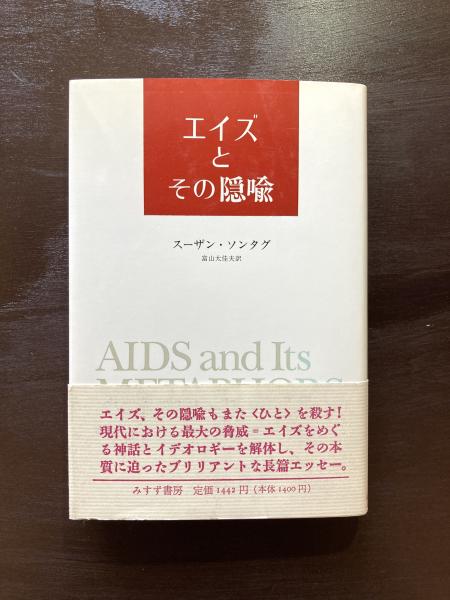 エイズ
と
その隠喩
スーザン・ソンタグ
富山太佳夫訳
AIDS and Its
METAPHORS
エイズ、その隠喩もまた〈ひと〉を殺す!
現代における最大の脅威=エイズをめぐ
る神話とイデオロギーを解体し、その本
質に迫ったブリリアントな長篇エッセー。
みすず書房 定価1442円(本体1400円)